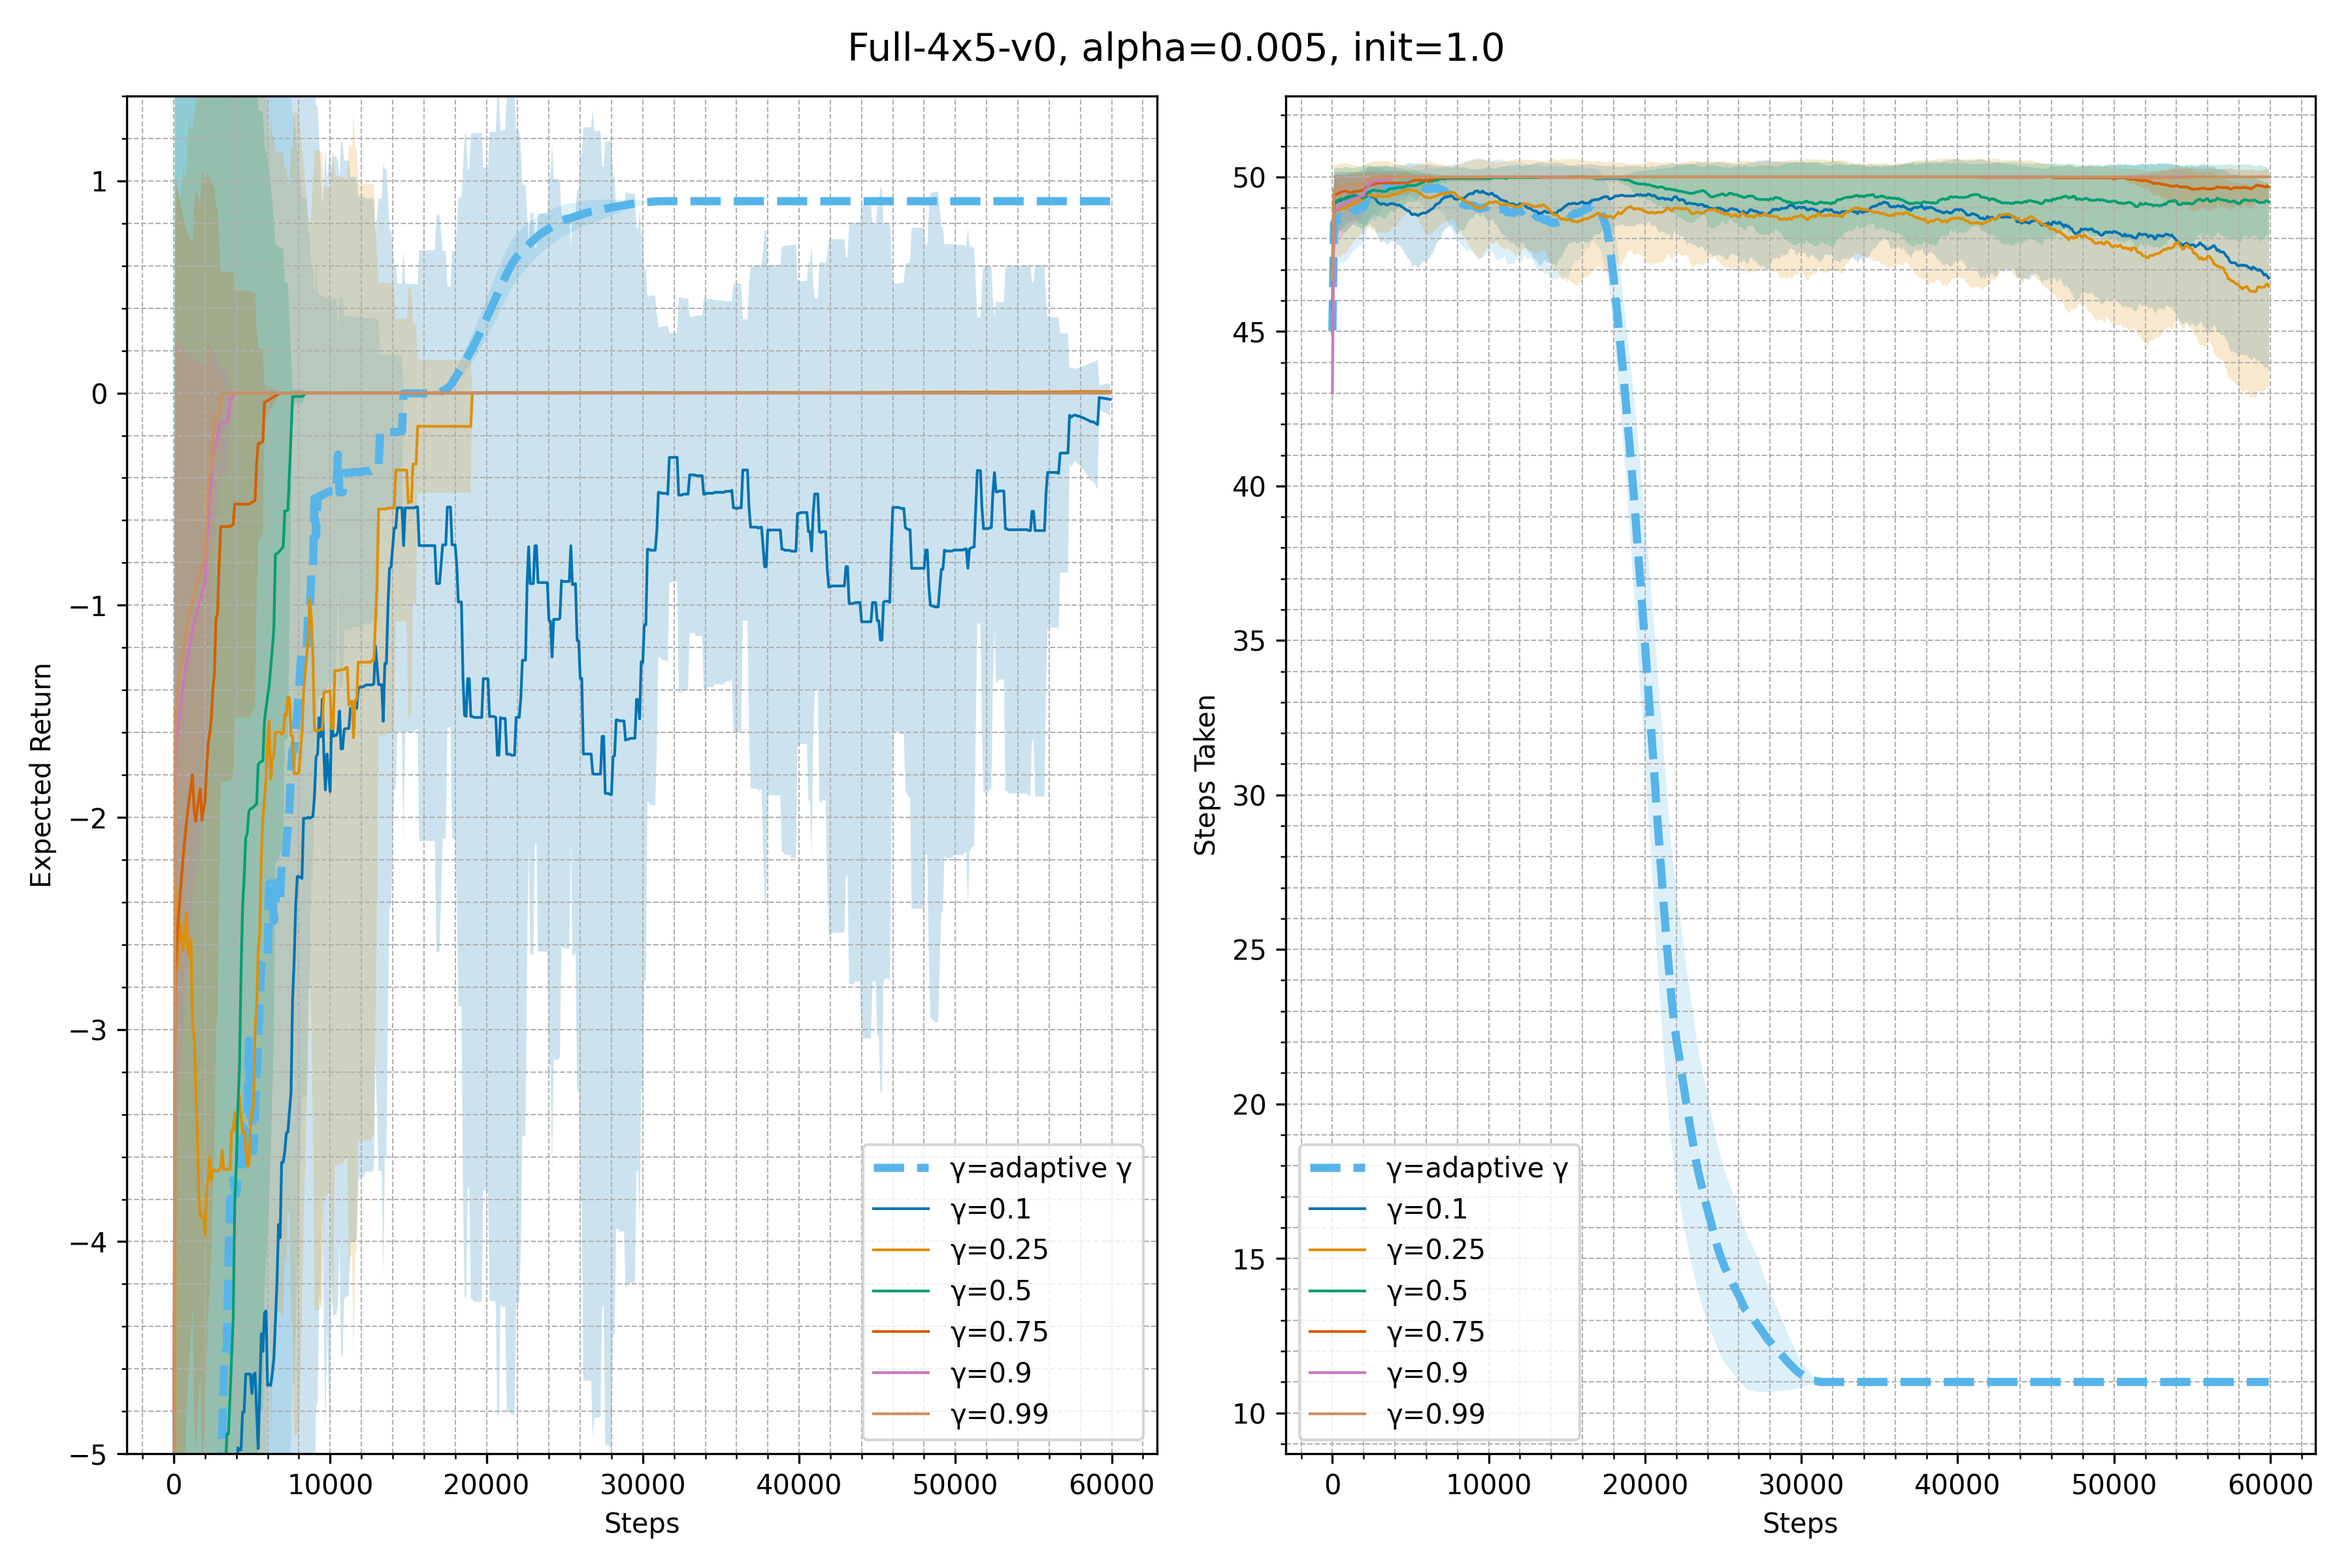 Full-4x5-v0, alpha=0.005, init=1.0
Expected Return
1
0
−1
−2
−3
−4
−5
0 10000 20000 30000 40000 50000 60000
Steps
γ=adaptive γ
γ=0.1
γ=0.25
γ=0.5
γ=0.75
γ=0.9
γ=0.99
Steps Taken
50
45
40
35
30
25
20
15
10
0 10000 20000 30000 40000 50000 60000
Steps
γ=adaptive γ
γ=0.1
γ=0.25
γ=0.5
γ=0.75
γ=0.9
γ=0.99